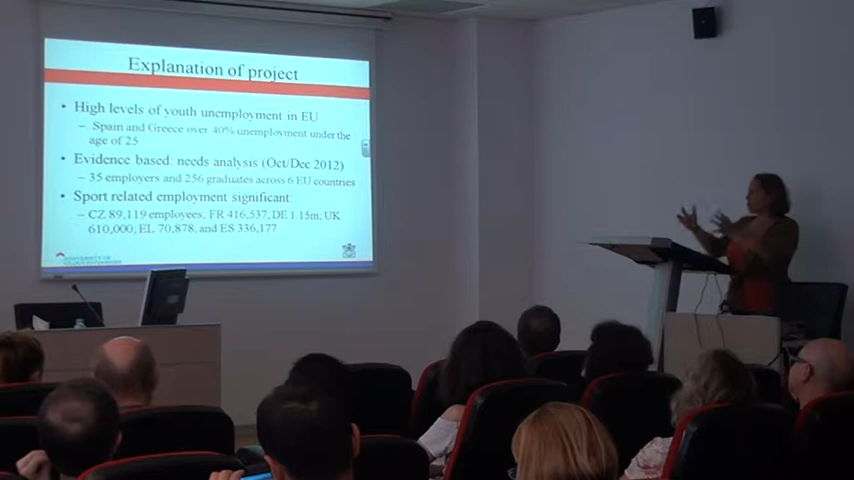 Explanation of project
• High levels of youth unemployment in EU
– Spain and Greece over 40% unemployment under the
age of 25
• Evidence based: needs analysis (Oct/Dec 2012)
– 35 employers and 256 graduates across 6 EU countries
• Sport related employment significant:
– CZ 89,119 employees, FR 416,537, DE 1.15m, UK
610,000, EL 70,878, and ES 336,177
UNIVERSITY OF
GLOUCESTERSHIRE